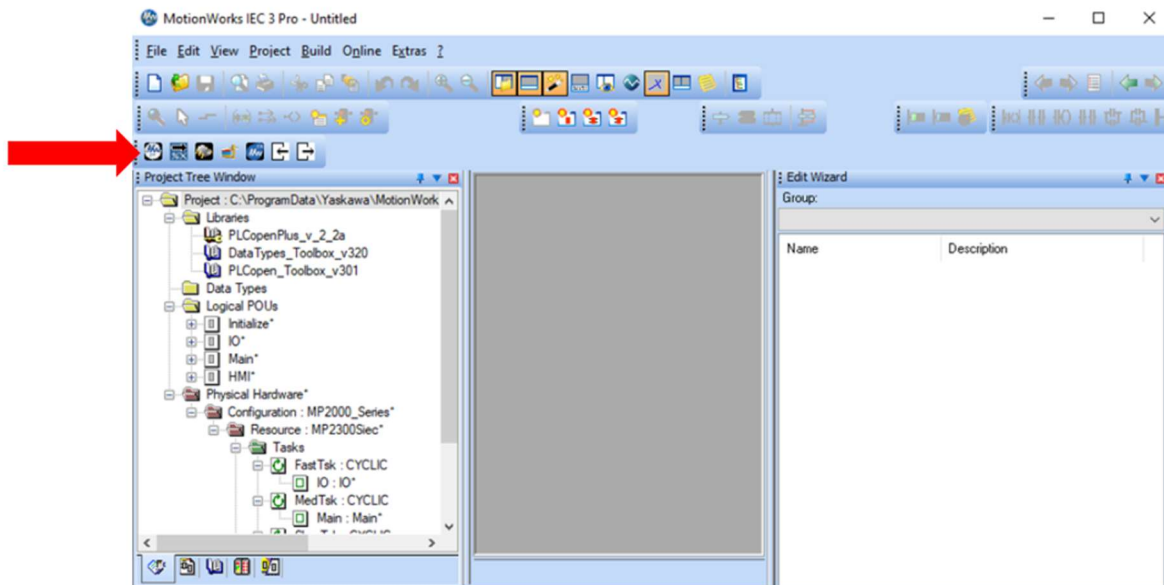 MotionWorks IEC 3 Pro - Untitled
File Edit View Project Build Online Extras ?
Project Tree Window
Edit Wizard
Project : C:\ProgramData\Yaskawa\MotionWork
Group:
Libraries
PLCopenPlus_v_2_2a
Name Description
DataTypes_Toolbox_v320
PLCopen_Toolbox_v301
Data Types
Logical POUs
Initialize*
IO*
Main*
HMI*
Physical Hardware*
Configuration : MP2000_Series*
Resource : MP2300Siec*
Tasks
FastTsk : CYCLIC
IO : IO*
MedTsk : CYCLIC
Main : Main*